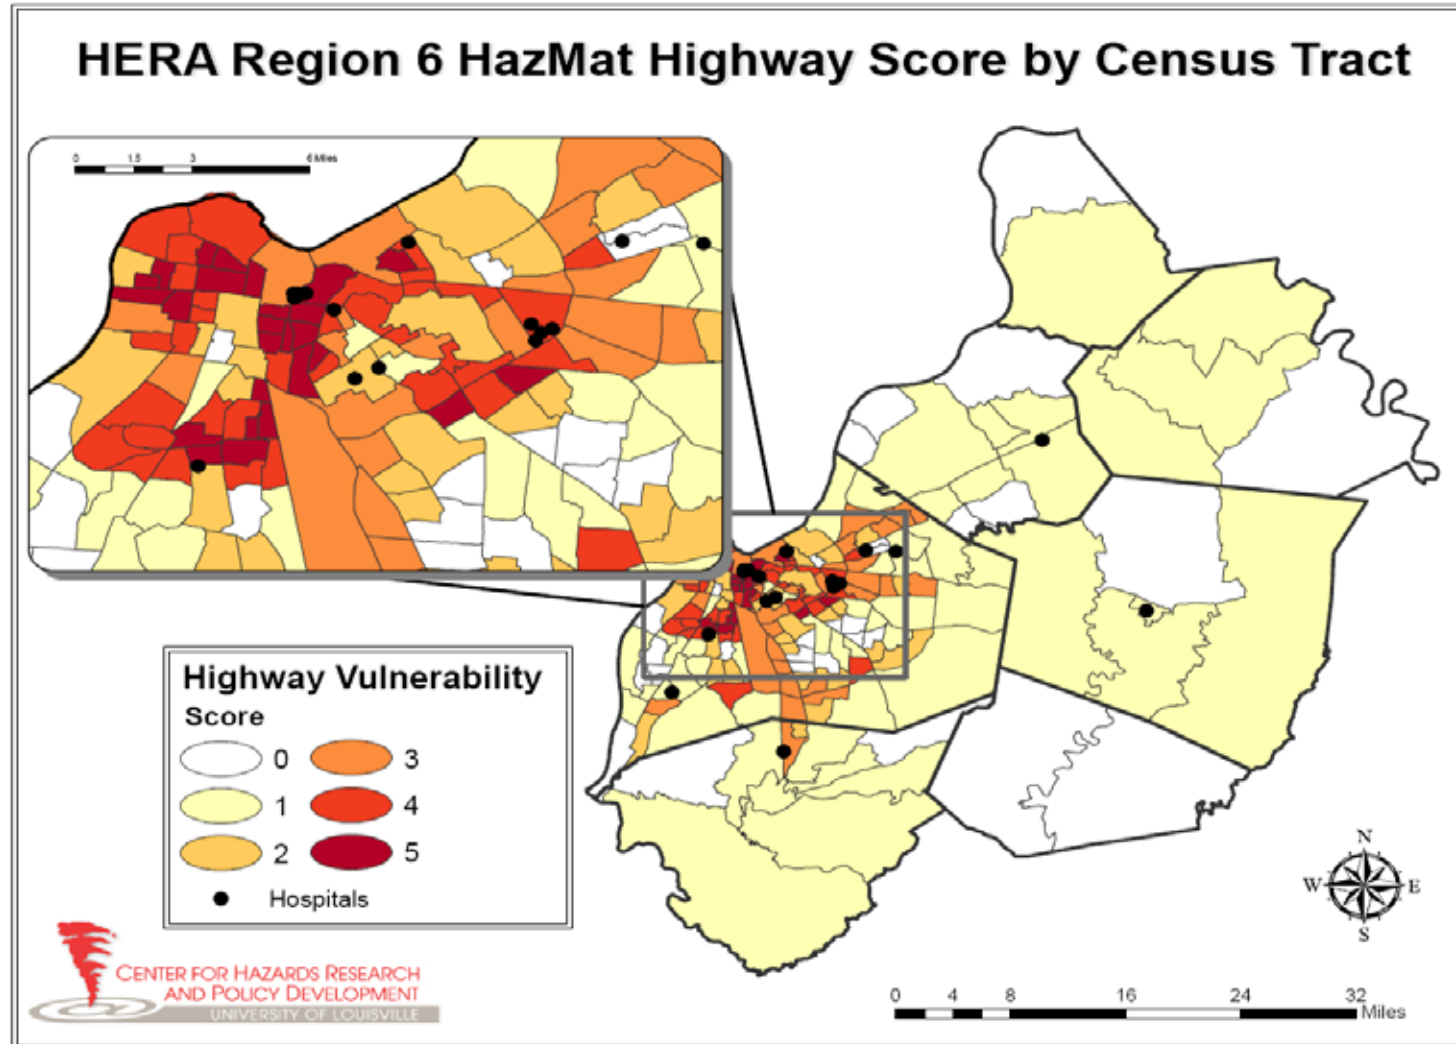 HERA Region 6 HazMat Highway Score by Census Tract
0 1.5 3 6 Miles
Highway Vulnerability
Score
0 3
1 4
2 5
Hospitals
N
W E
S
CENTER FOR HAZARDS RESEARCH
AND POLICY DEVELOPMENT
UNIVERSITY OF LOUISVILLE
0 4 8 16 24 32
Miles